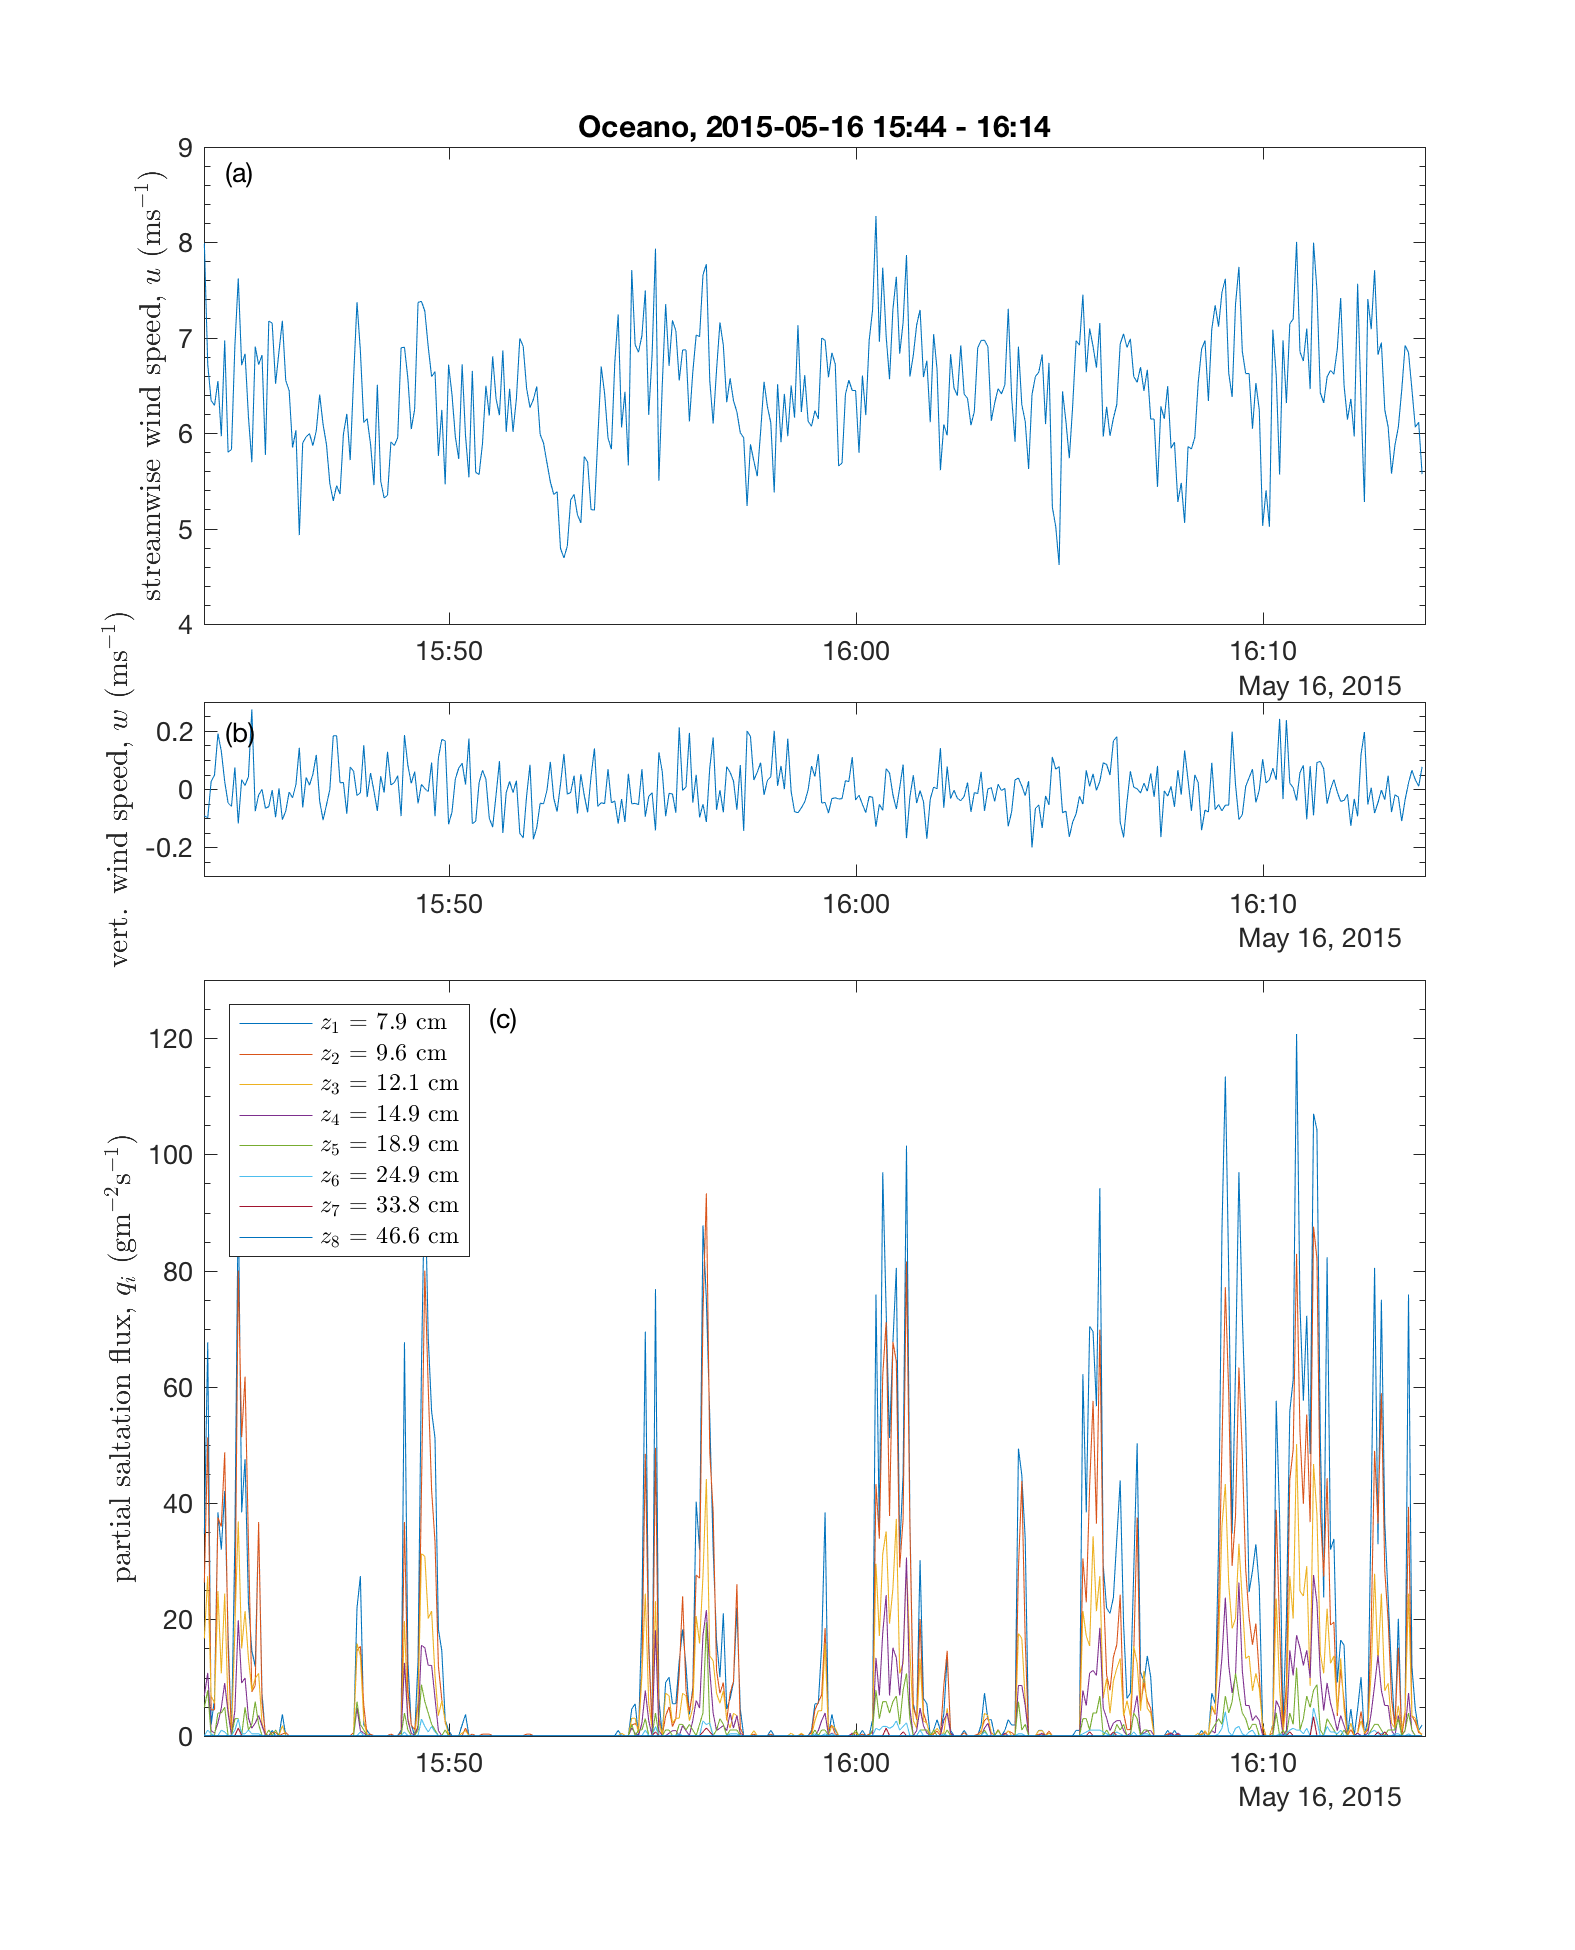 Oceano, 2015-05-16 15:44 - 16:14
(a)
streamwise wind speed, u (ms⁻¹)
9
8
7
6
5
4
15:50 16:00 16:10
May 16, 2015
(b)
vert. wind speed, w (ms⁻¹)
0.2
0
-0.2
15:50 16:00 16:10
May 16, 2015
(c)
partial saltation flux, qᵢ (gm⁻²s⁻¹)
z₁ = 7.9 cm
z₂ = 9.6 cm
z₃ = 12.1 cm
z₄ = 14.9 cm
z₅ = 18.9 cm
z₆ = 24.9 cm
z₇ = 33.8 cm
z₈ = 46.6 cm
120
100
80
60
40
20
0
15:50 16:00 16:10
May 16, 2015